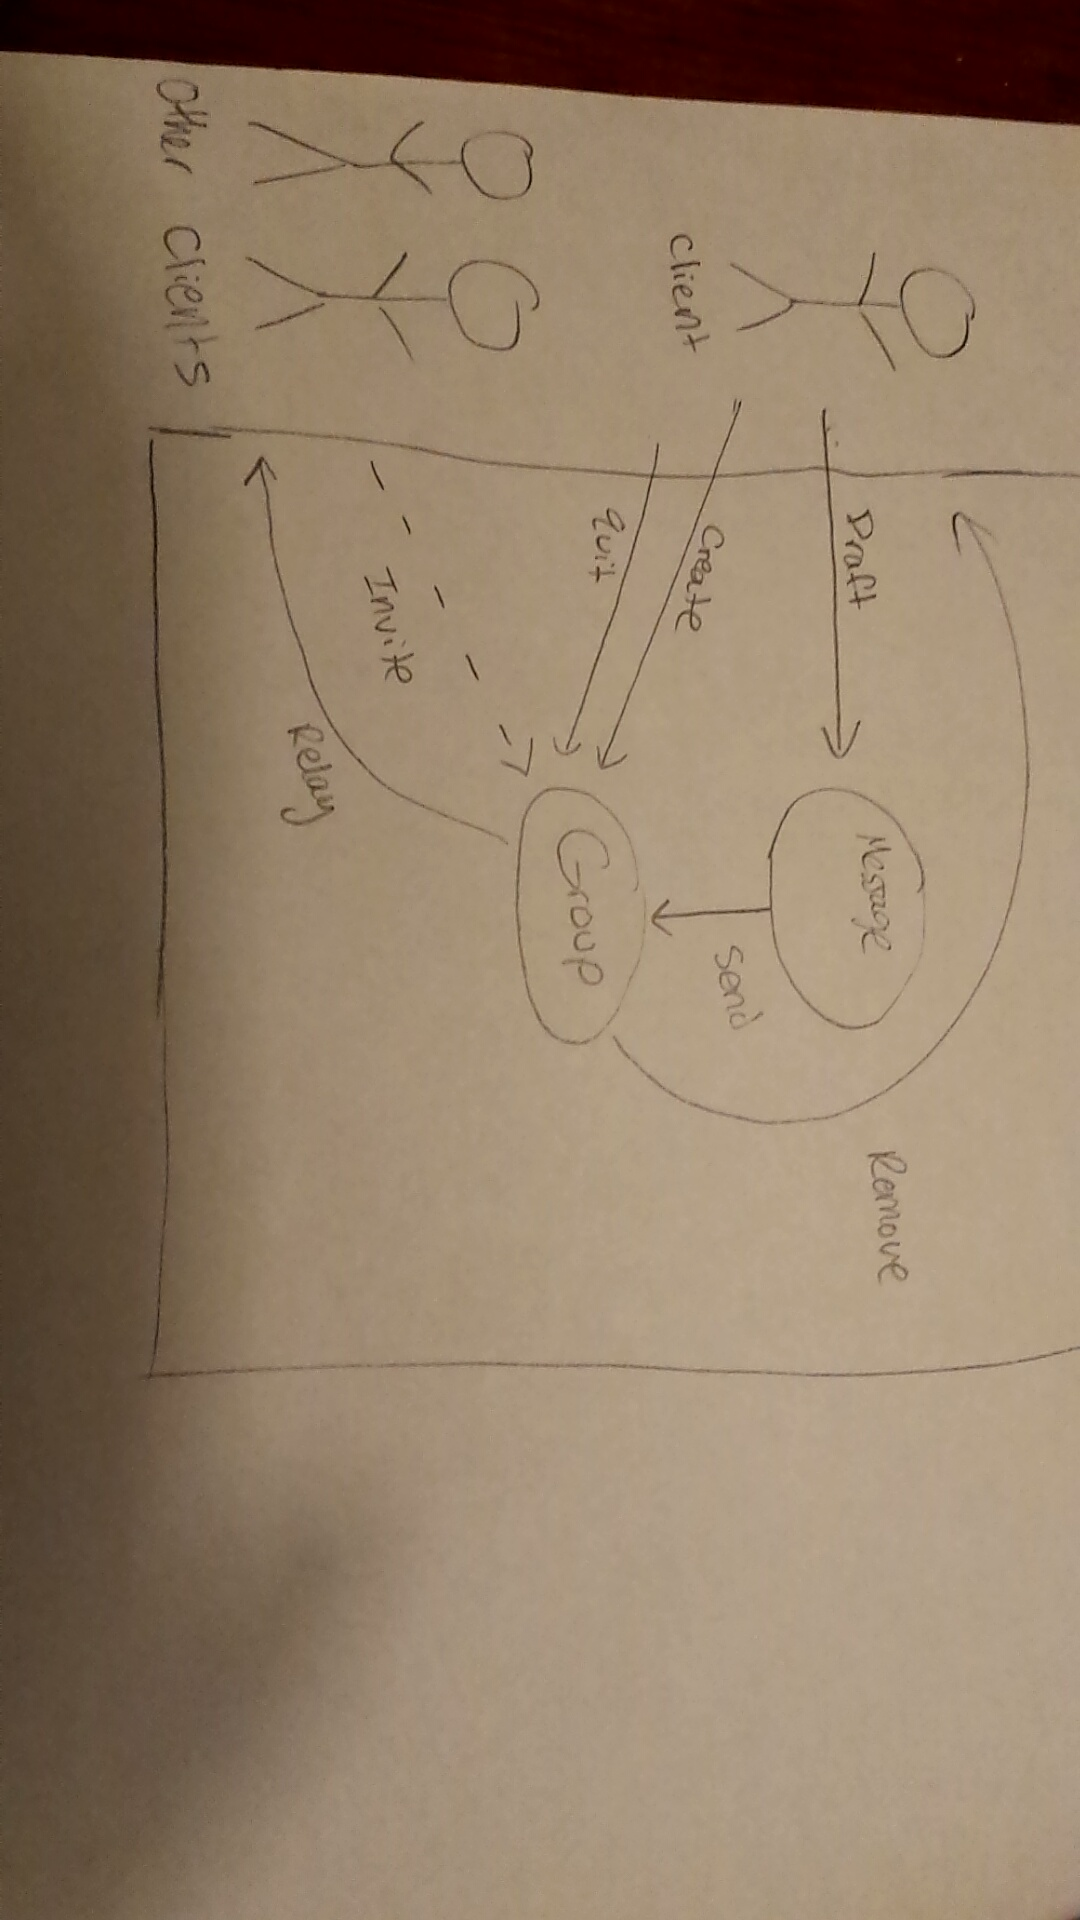 Remove
Draft
Message
Client
Create
Send
Quit
Group
Invite
Relay
Other Clients